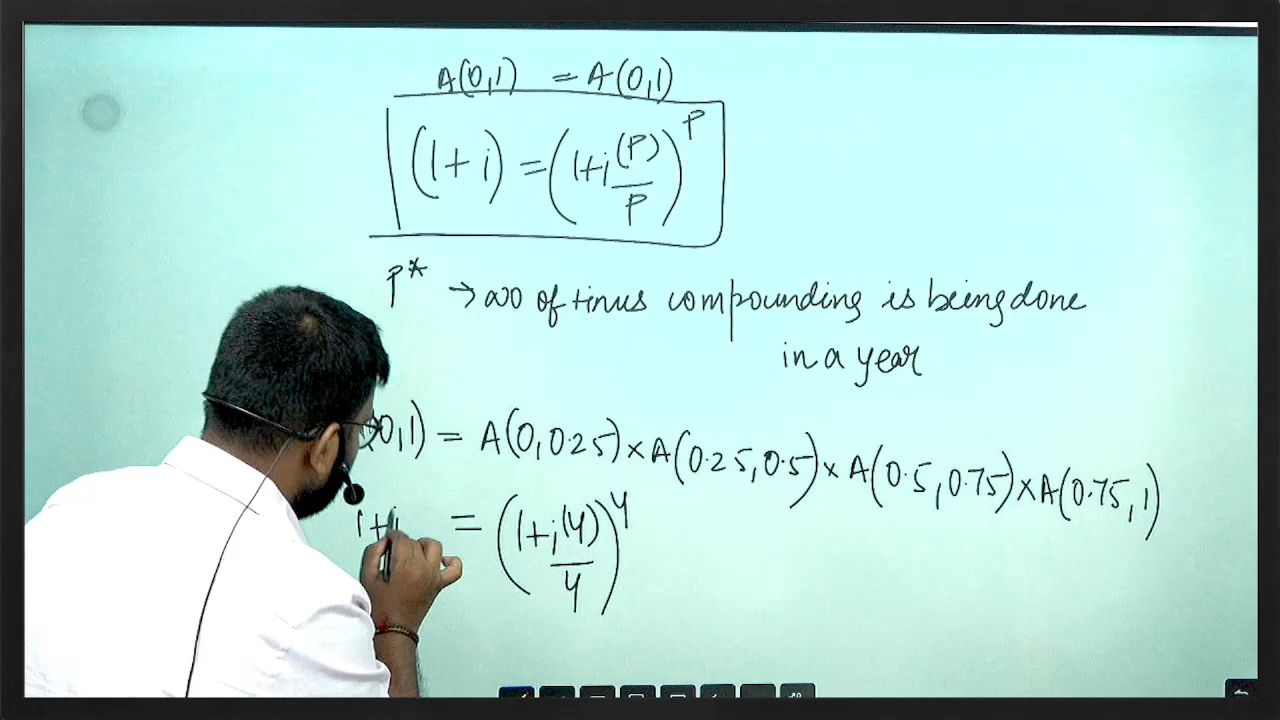 A(0,1) = A(0,1)
(1+i) = (1+i(P)/P)^P
P* → no of times compounding is being done
in a year
0,1) = A(0,0.25) × A(0.25,0.5) × A(0.5,0.75) × A(0.75,1)
1+i = (1+i(4)/4)^4